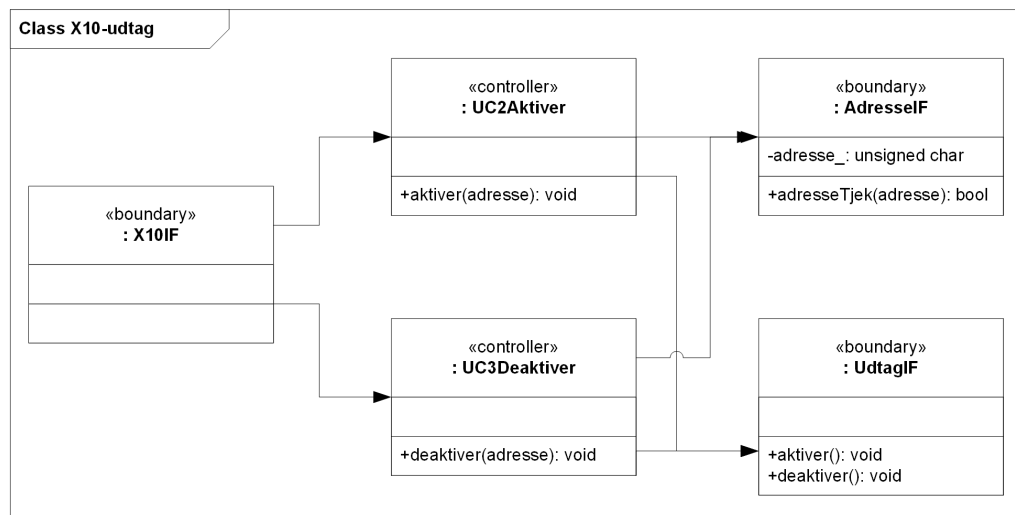 Class X10-udtag
«boundary»
: X10IF
«controller»
: UC2Aktiver
+aktiver(adresse): void
«controller»
: UC3Deaktiver
+deaktiver(adresse): void
«boundary»
: AdresseIF
-adresse_: unsigned char
+adresseTjek(adresse): bool
«boundary»
: UdtagIF
+aktiver(): void
+deaktiver(): void